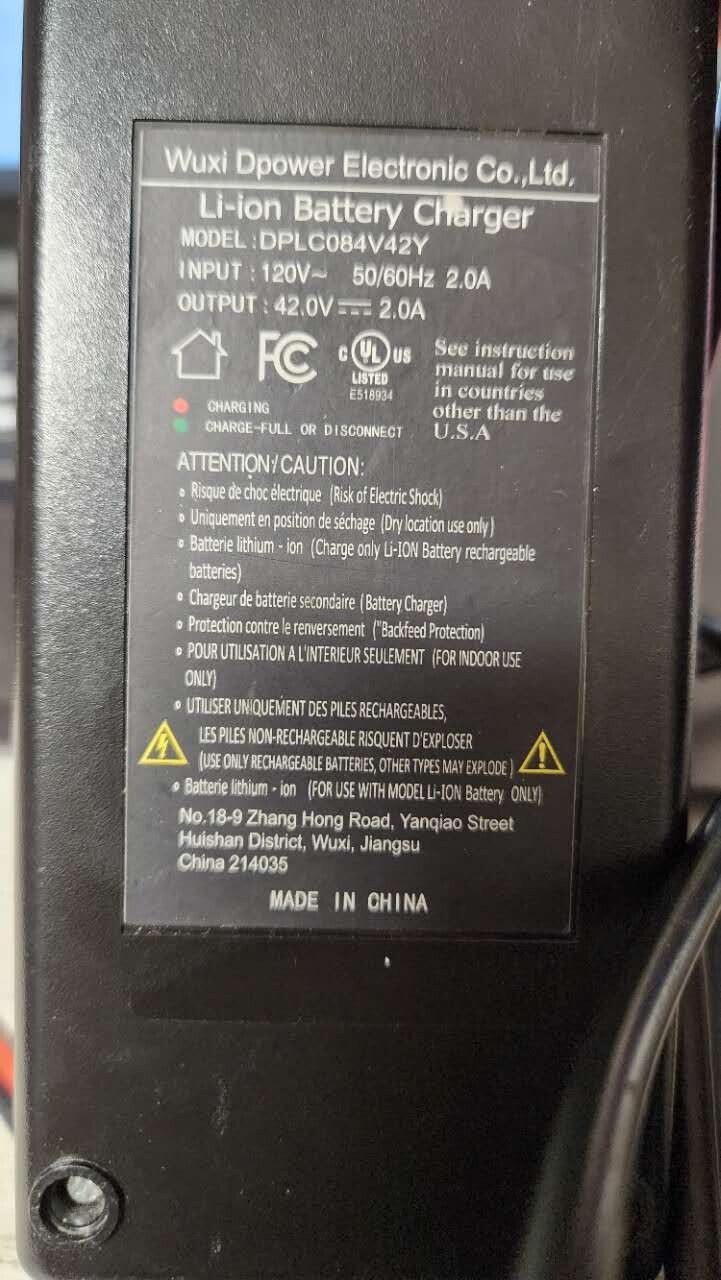 Wuxi Dpower Electronic Co.,Ltd.
Li-ion Battery Charger
MODEL :DPLC084V42Y
INPUT : 120V~ 50/60Hz 2.0A
OUTPUT : 42.0V⎓ 2.0A
FC
C UL US
LISTED
E518934
See instruction
manual for use
in countries
other than the
U.S.A
CHARGING
CHARGE-FULL OR DISCONNECT
ATTENTION/CAUTION:
• Risque de choc électrique (Risk of Electric Shock)
• Uniquement en position de séchage (Dry location use only)
• Batterie lithium - ion (Charge only Li-ION Battery rechargeable
batteries)
• Chargeur de batterie secondaire (Battery Charger)
• Protection contre le renversement ("Backfeed Protection)
• POUR UTILISATION A L'INTERIEUR SEULEMENT (FOR INDOOR USE
ONLY)
• UTILISER UNIQUEMENT DES PILES RECHARGEABLES,
LES PILES NON-RECHARGEABLE RISQUENT D'EXPLOSER
(USE ONLY RECHARGEABLE BATTERIES, OTHER TYPES MAY EXPLODE)
• Batterie lithium - ion (FOR USE WITH MODEL Li-ION Battery ONLY)
No.18-9 Zhang Hong Road, Yanqiao Street
Huishan District, Wuxi, Jiangsu
China 214035
MADE IN CHINA